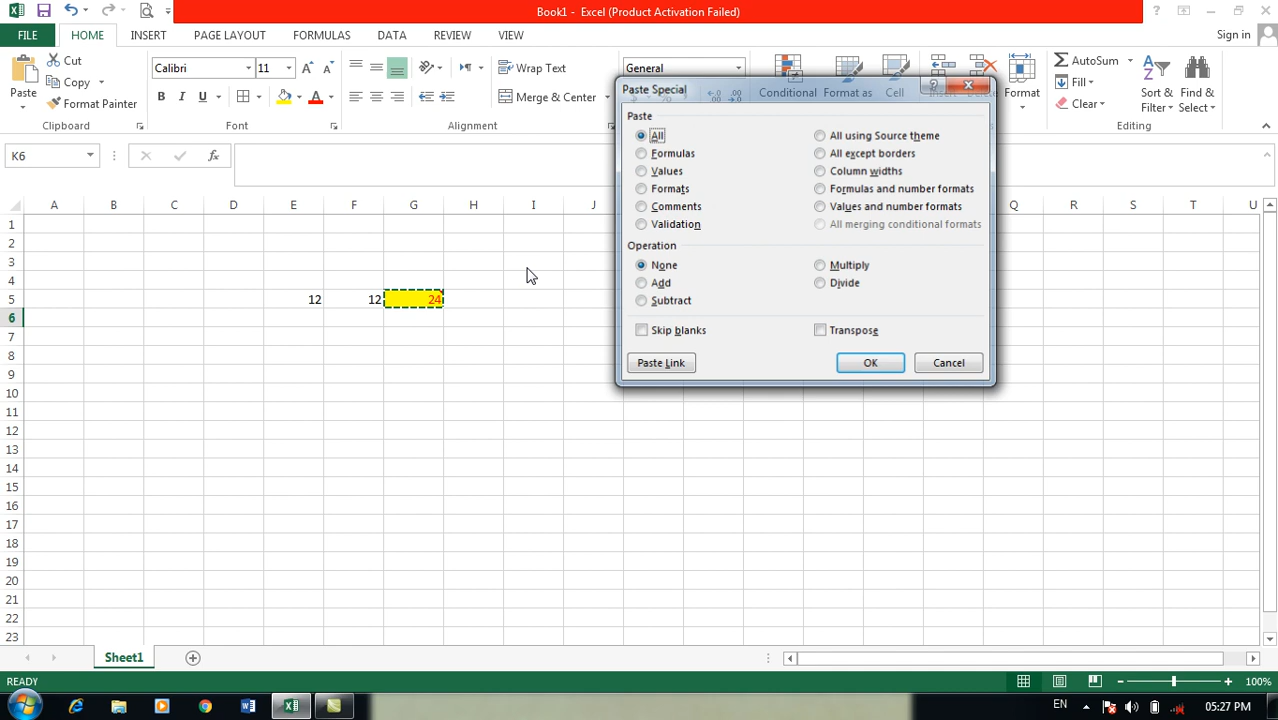 Book1 - Excel (Product Activation Failed)
FILE HOME INSERT PAGE LAYOUT FORMULAS DATA REVIEW VIEW Sign in
Cut
Copy
Format Painter
Paste
Clipboard
Calibri 11
B I U A
Font
Wrap Text
Merge & Center
Alignment
General
Conditional Format as Cell Format
AutoSum
Fill
Clear
Sort & Filter
Find & Select
Editing
K6
fx
A B C D E F G H I J Q R S T U
1
2
3
4
5 12 12 24
6
7
8
9
10
11
12
13
14
15
16
17
18
19
20
21
22
23
Paste Special
Paste
All All using Source theme
Formulas All except borders
Values Column widths
Formats Formulas and number formats
Comments Values and number formats
Validation All merging conditional formats
Operation
None Multiply
Add Divide
Subtract
Skip blanks Transpose
Paste Link OK Cancel
Sheet1
READY 100%
EN 05:27 PM